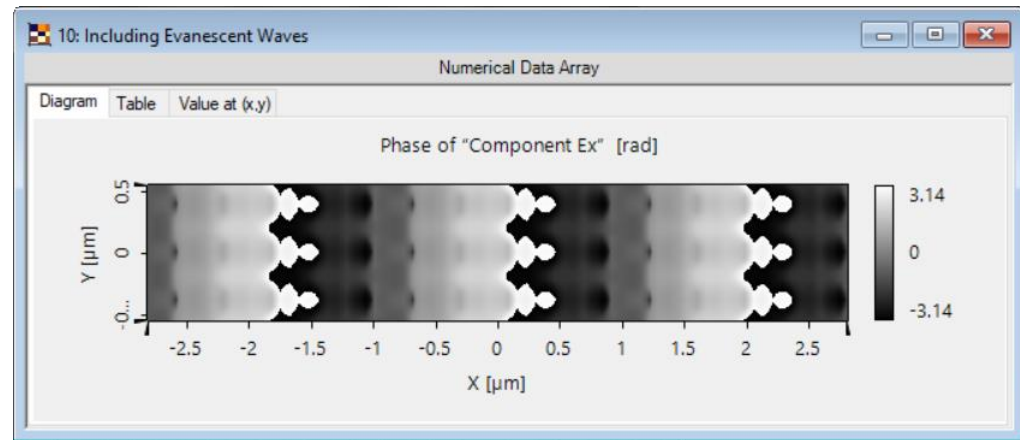 10: Including Evanescent Waves
Numerical Data Array
Diagram Table Value at (x,y)
Phase of "Component Ex" [rad]
Y [µm]
0.5
0
-0...
3.14
0
-3.14
-2.5 -2 -1.5 -1 -0.5 0 0.5 1 1.5 2 2.5
X [µm]